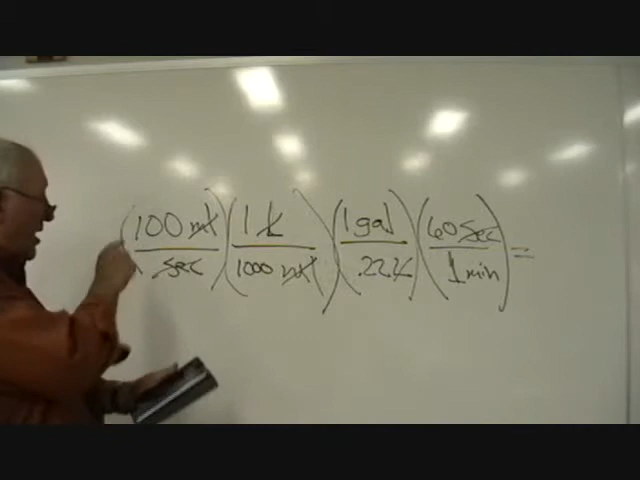 (100 ml / sec) (1 L / 1000 ml) (1 gal / .22 L) (60 sec / 1 min) =